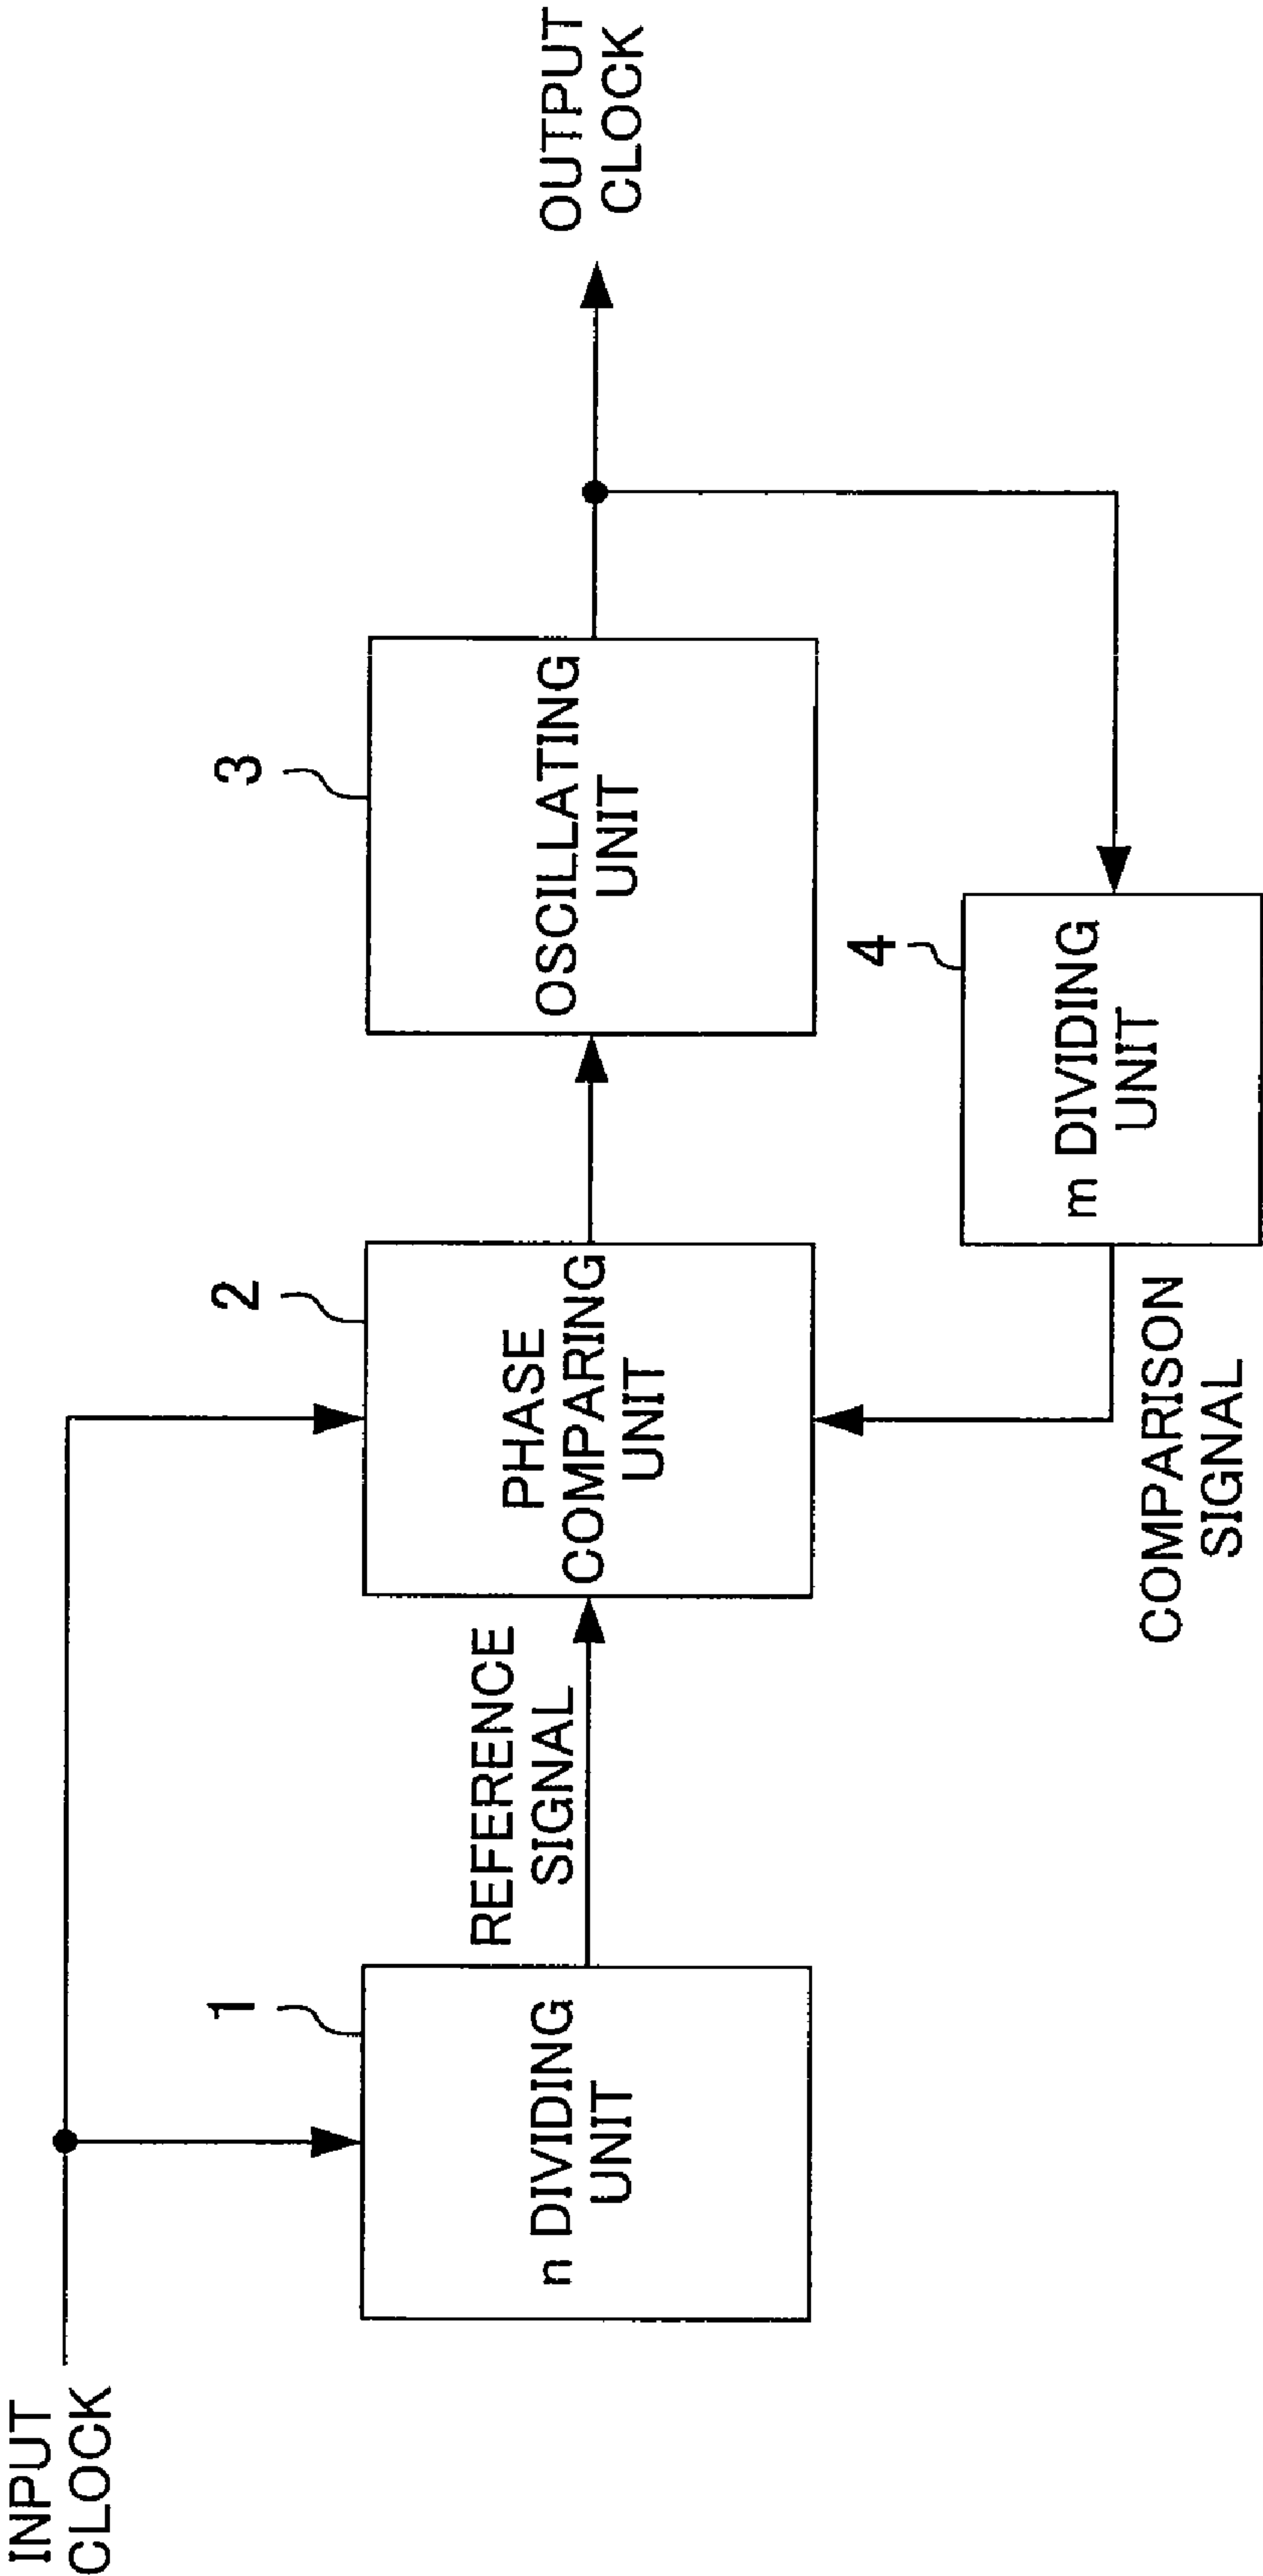 INPUT
CLOCK
1
n DIVIDING
UNIT
REFERENCE
SIGNAL
2
PHASE
COMPARING
UNIT
3
OSCILLATING
UNIT
OUTPUT
CLOCK
4
m DIVIDING
UNIT
COMPARISON
SIGNAL